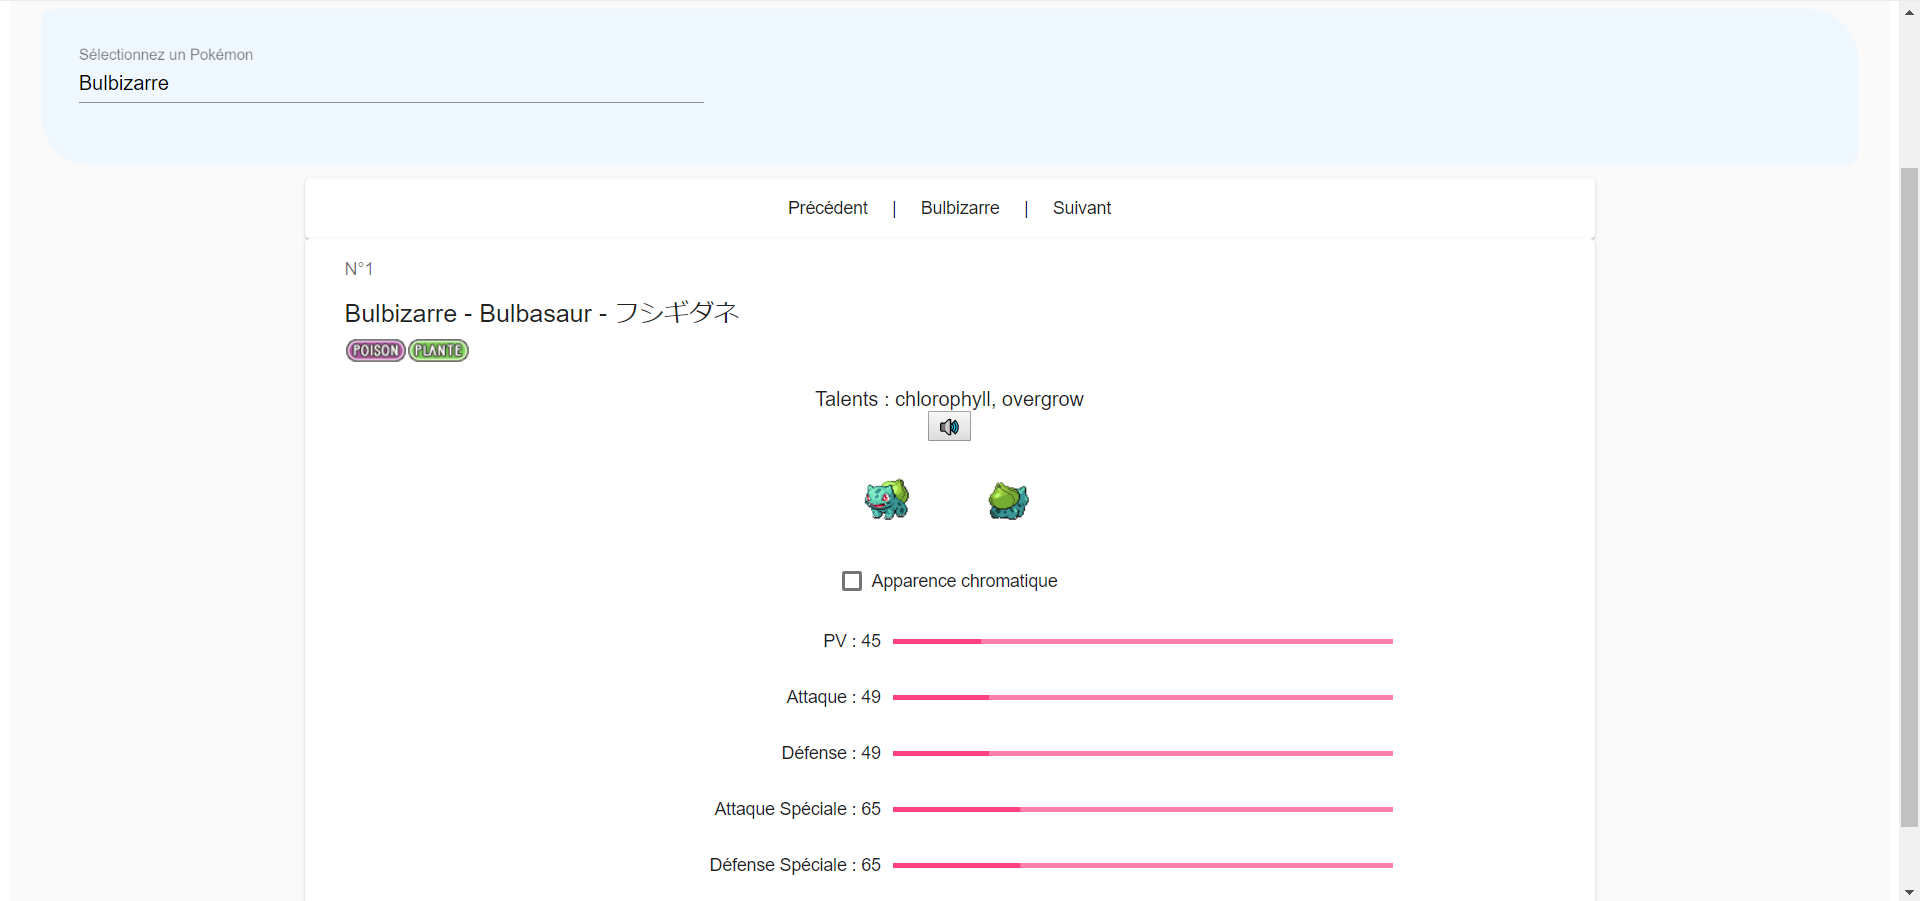 Sélectionnez un Pokémon
Bulbizarre
Précédent | Bulbizarre | Suivant
N°1
Bulbizarre - Bulbasaur - フシギダネ
POISON PLANTE
Talents : chlorophyll, overgrow
Apparence chromatique
PV : 45
Attaque : 49
Défense : 49
Attaque Spéciale : 65
Défense Spéciale : 65